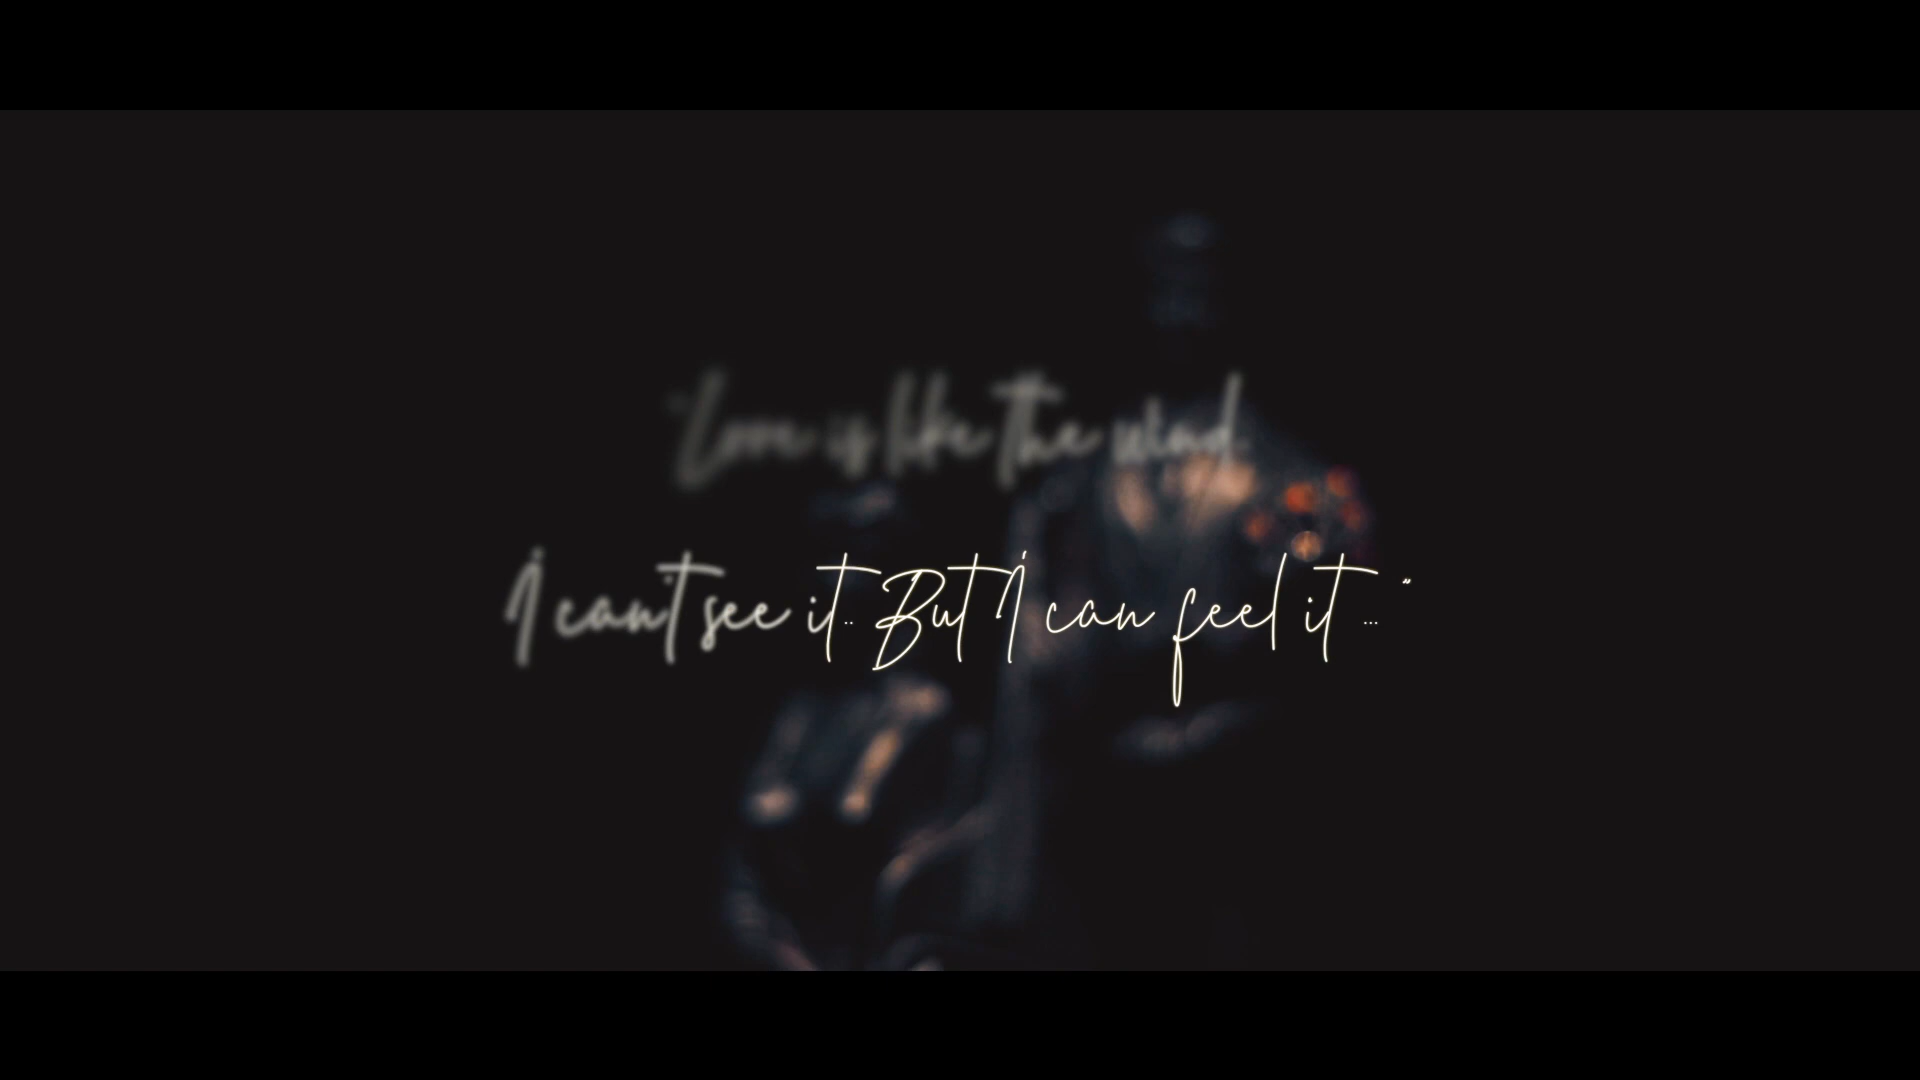 "Love is like the wind.
I can't see it.. But I can feel it ... "